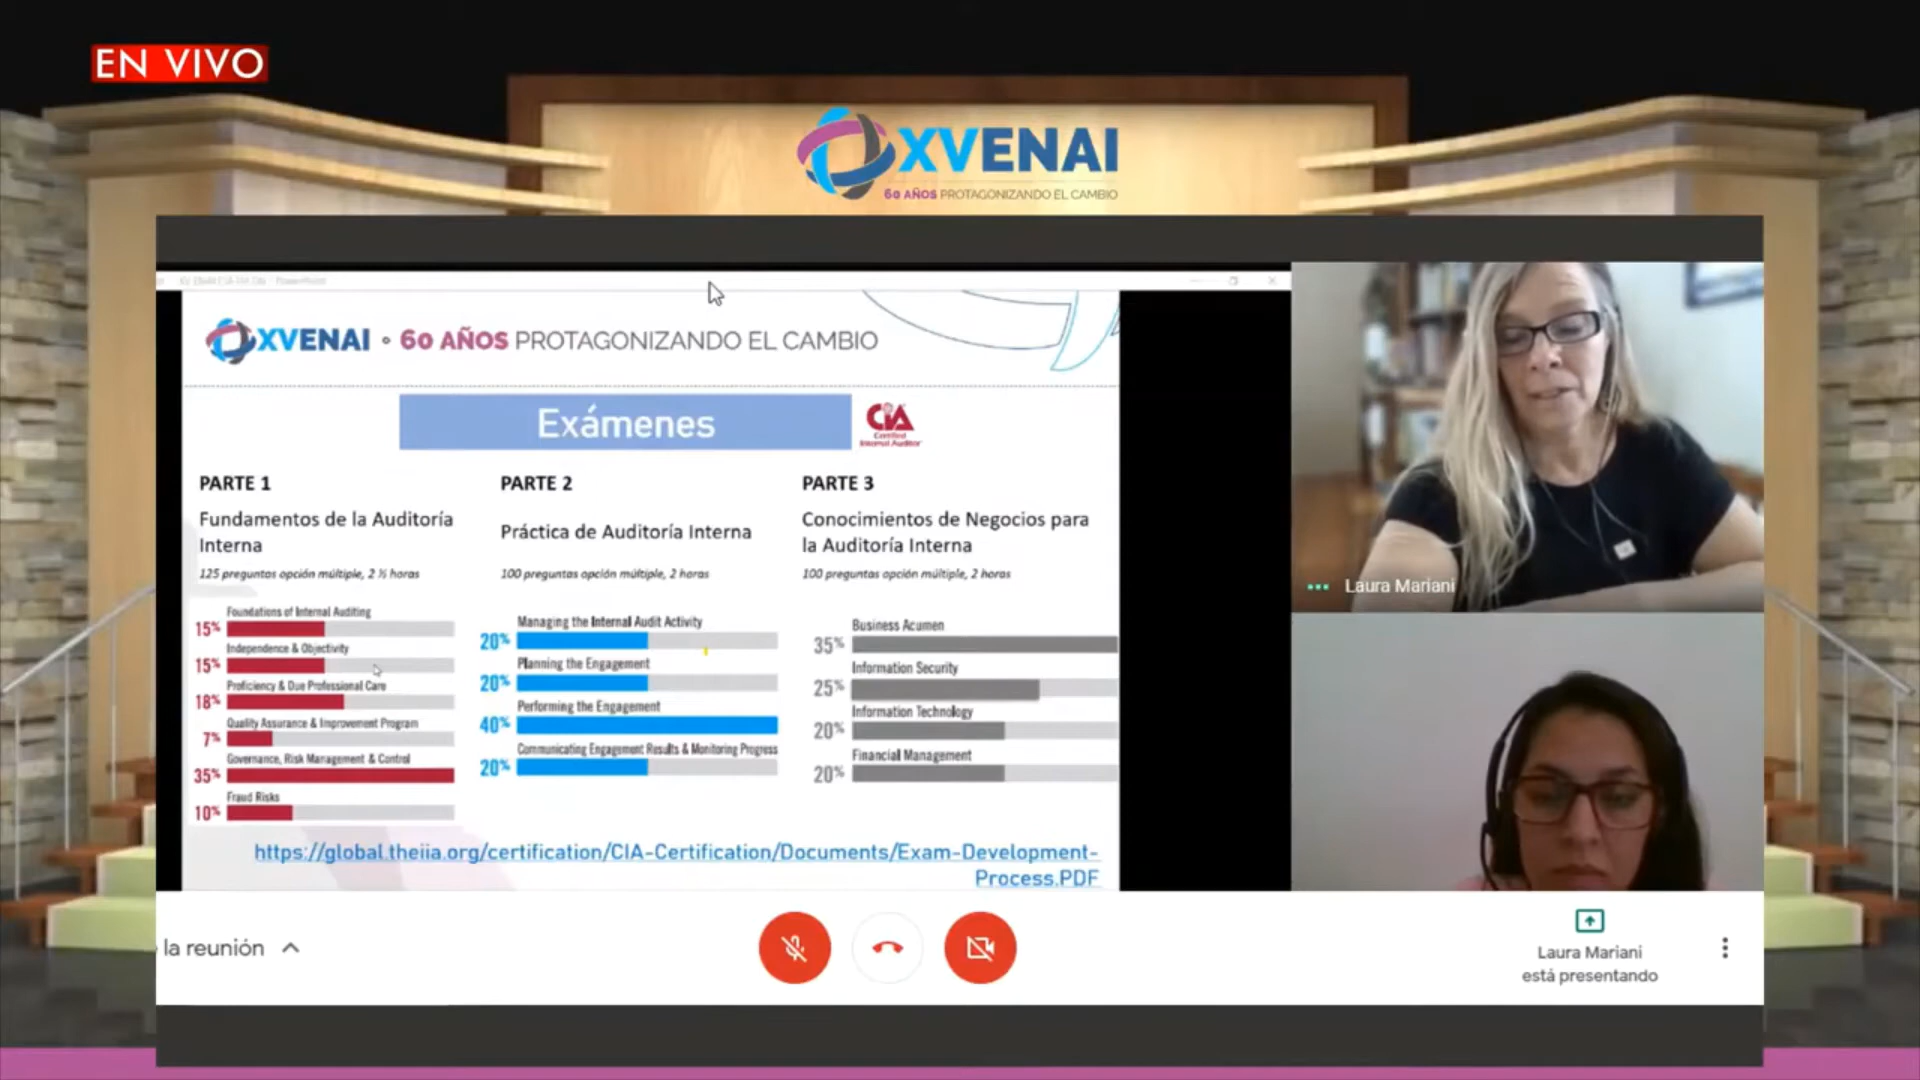 EN VIVO
XVENAI
60 AÑOS PROTAGONIZANDO EL CAMBIO
XVENAI • 60 AÑOS PROTAGONIZANDO EL CAMBIO
Exámenes
CIA
Certified
Internal Auditor
PARTE 1
Fundamentos de la Auditoría
Interna
125 preguntas opción múltiple, 2 ½ horas
Foundations of Internal Auditing
15%
Independence & Objectivity
15%
Proficiency & Due Professional Care
18%
Quality Assurance & Improvement Program
7%
Governance, Risk Management & Control
35%
Fraud Risks
10%
PARTE 2
Práctica de Auditoría Interna
100 preguntas opción múltiple, 2 horas
Managing the Internal Audit Activity
20%
Planning the Engagement
20%
Performing the Engagement
40%
Communicating Engagement Results & Monitoring Progress
20%
PARTE 3
Conocimientos de Negocios para
la Auditoría Interna
100 preguntas opción múltiple, 2 horas
Business Acumen
35%
Information Security
25%
Information Technology
20%
Financial Management
20%
https://global.theiia.org/certification/CIA-Certification/Documents/Exam-Development-
Process.PDF
Laura Mariani
la reunión
Laura Mariani
está presentando